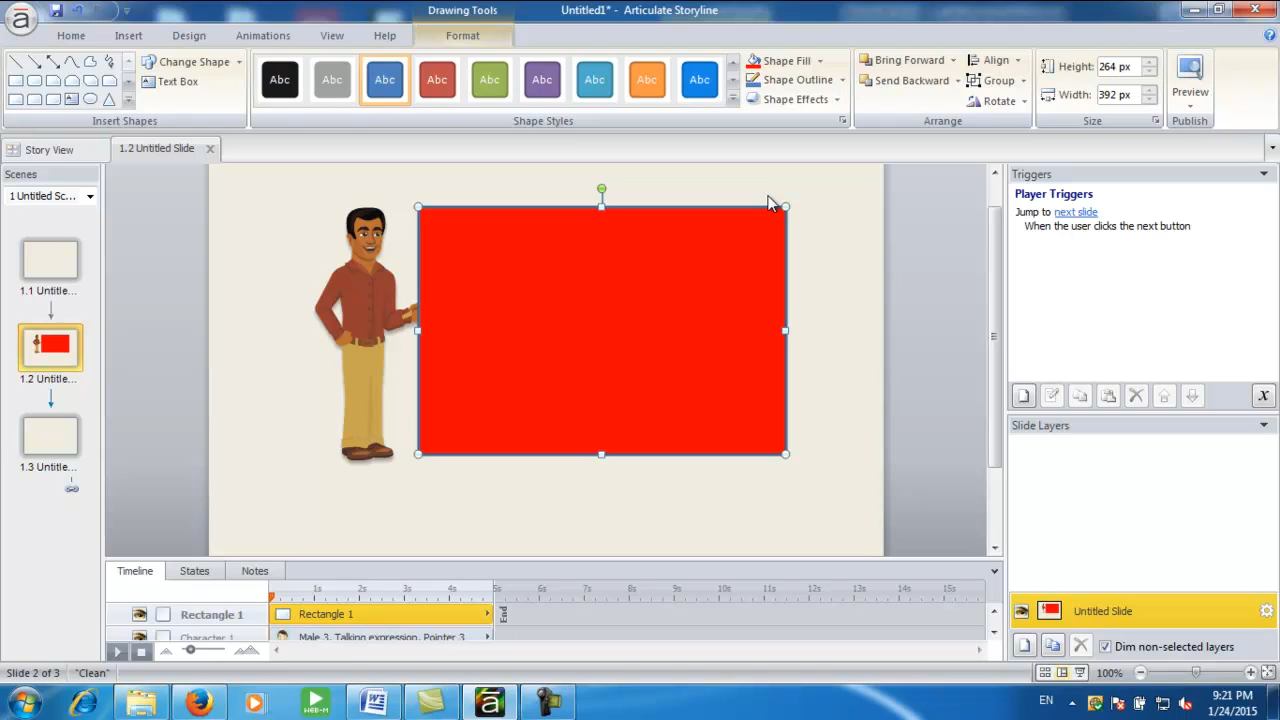 Drawing Tools
Untitled1* - Articulate Storyline
Home Insert Design Animations View Help Format
Change Shape
Text Box
Insert Shapes
Abc Abc Abc Abc Abc Abc Abc Abc Abc
Shape Fill
Shape Outline
Shape Effects
Shape Styles
Bring Forward
Send Backward
Align
Group
Rotate
Arrange
Height: 264 px
Width: 392 px
Size
Preview
Publish
Story View
1.2 Untitled Slide
Scenes
1 Untitled Sc...
1.1 Untitle...
1.2 Untitle...
1.3 Untitle...
Triggers
Player Triggers
Jump to next slide
When the user clicks the next button
Slide Layers
Untitled Slide
Dim non-selected layers
Timeline States Notes
1s 2s 3s 4s 5s 6s 7s 8s 9s 10s 11s 12s 13s 14s 15s
Rectangle 1
Rectangle 1
End
Character 1
Male 3, Talking expression, Pointer 3
Slide 2 of 3
"Clean"
100%
WEB-M
EN
9:21 PM
1/24/2015